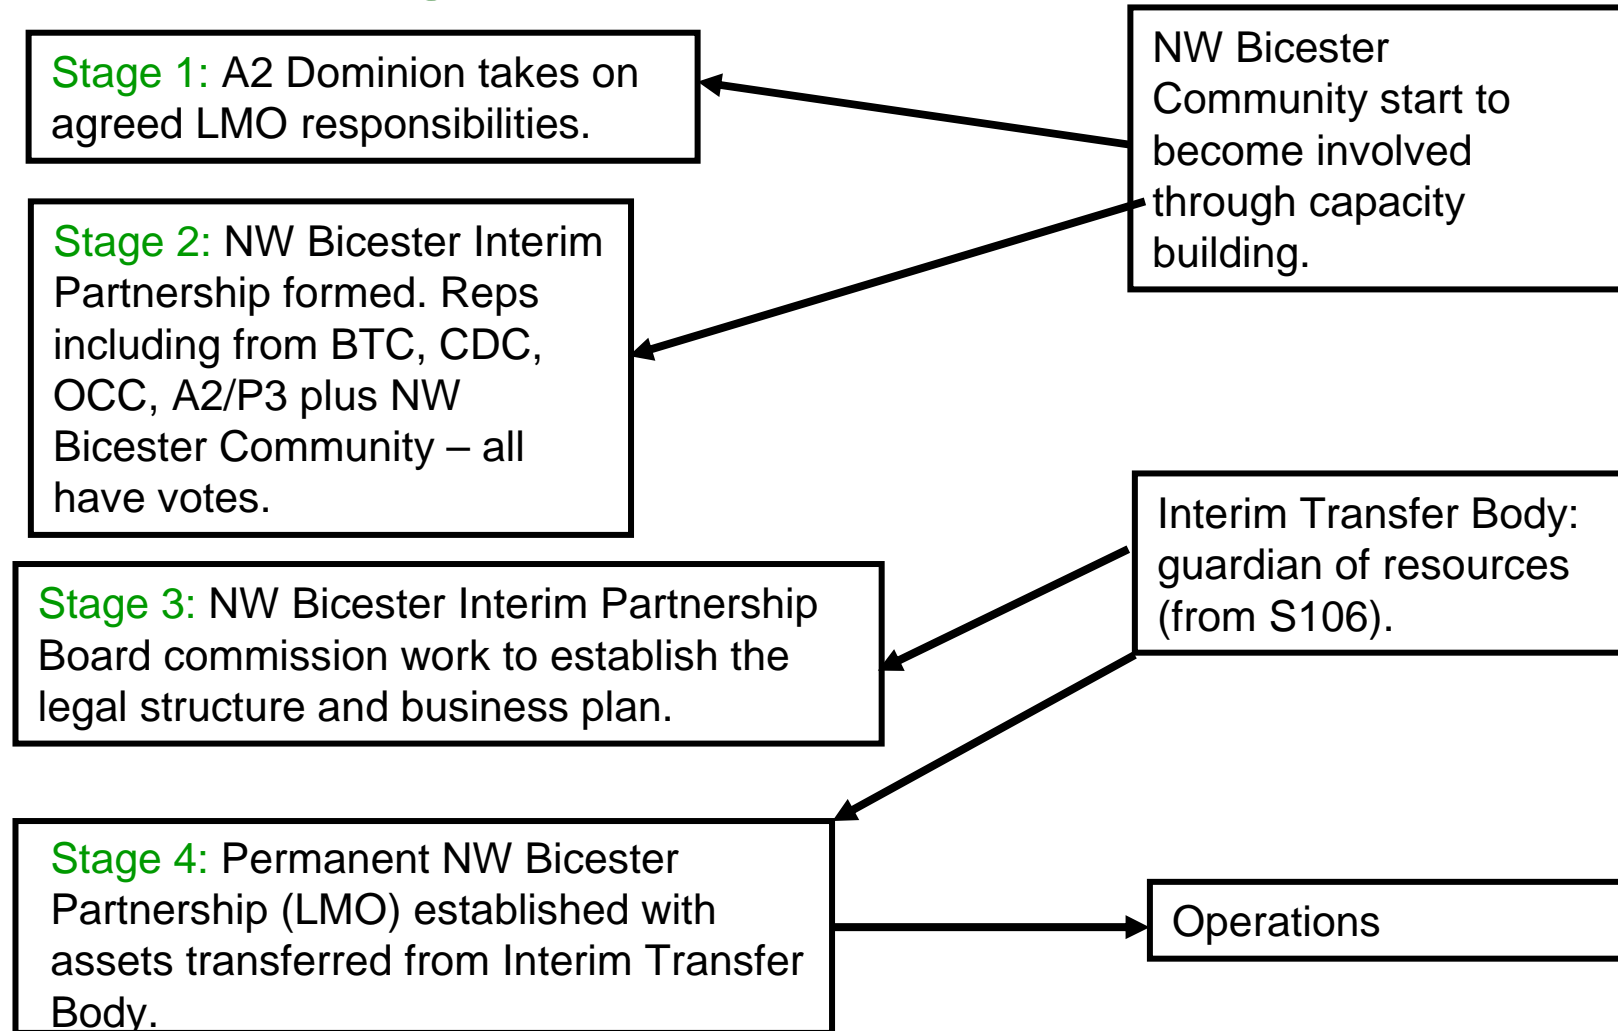 Stage 1: A2 Dominion takes on
agreed LMO responsibilities.
NW Bicester
Community start to
become involved
through capacity
building.
Stage 2: NW Bicester Interim
Partnership formed. Reps
including from BTC, CDC,
OCC, A2/P3 plus NW
Bicester Community – all
have votes.
Interim Transfer Body:
guardian of resources
(from S106).
Stage 3: NW Bicester Interim Partnership
Board commission work to establish the
legal structure and business plan.
Stage 4: Permanent NW Bicester
Partnership (LMO) established with
assets transferred from Interim Transfer
Body.
Operations